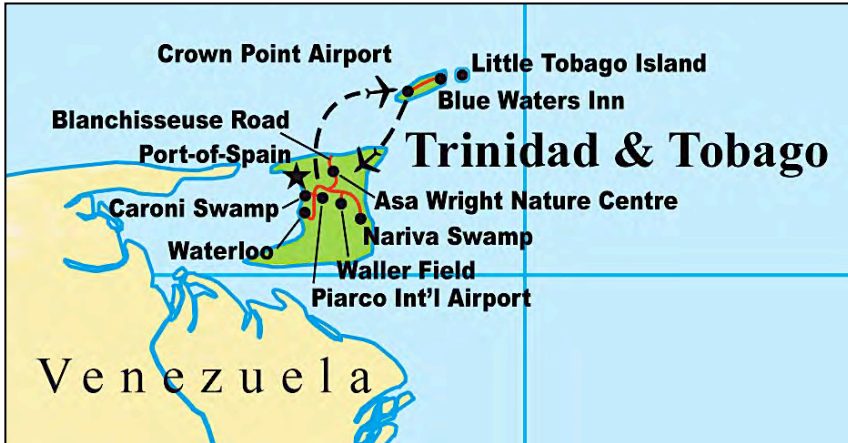 Crown Point Airport
Little Tobago Island
Blue Waters Inn
Blanchisseuse Road
Port-of-Spain
Trinidad & Tobago
Caroni Swamp
Asa Wright Nature Centre
Waterloo
Nariva Swamp
Waller Field
Piarco Int'l Airport
Venezuela